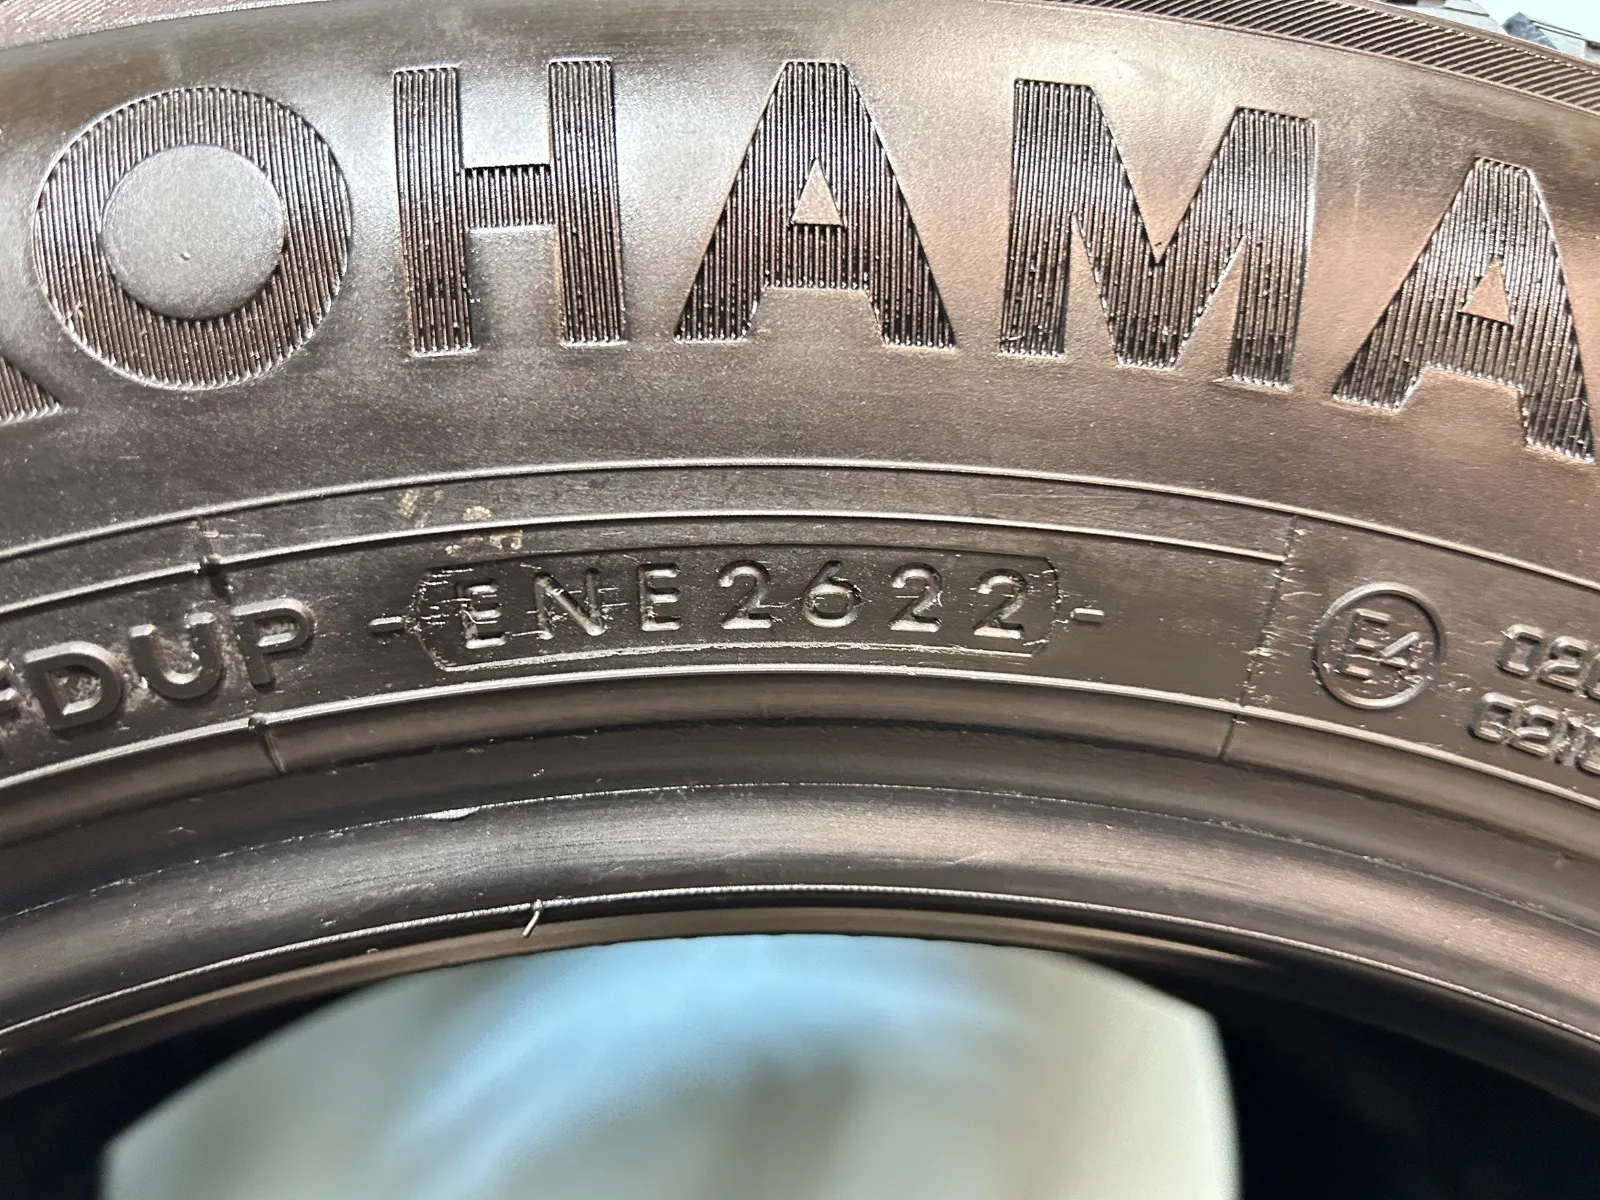 OHAMA
FDUP -ENE2622- E4